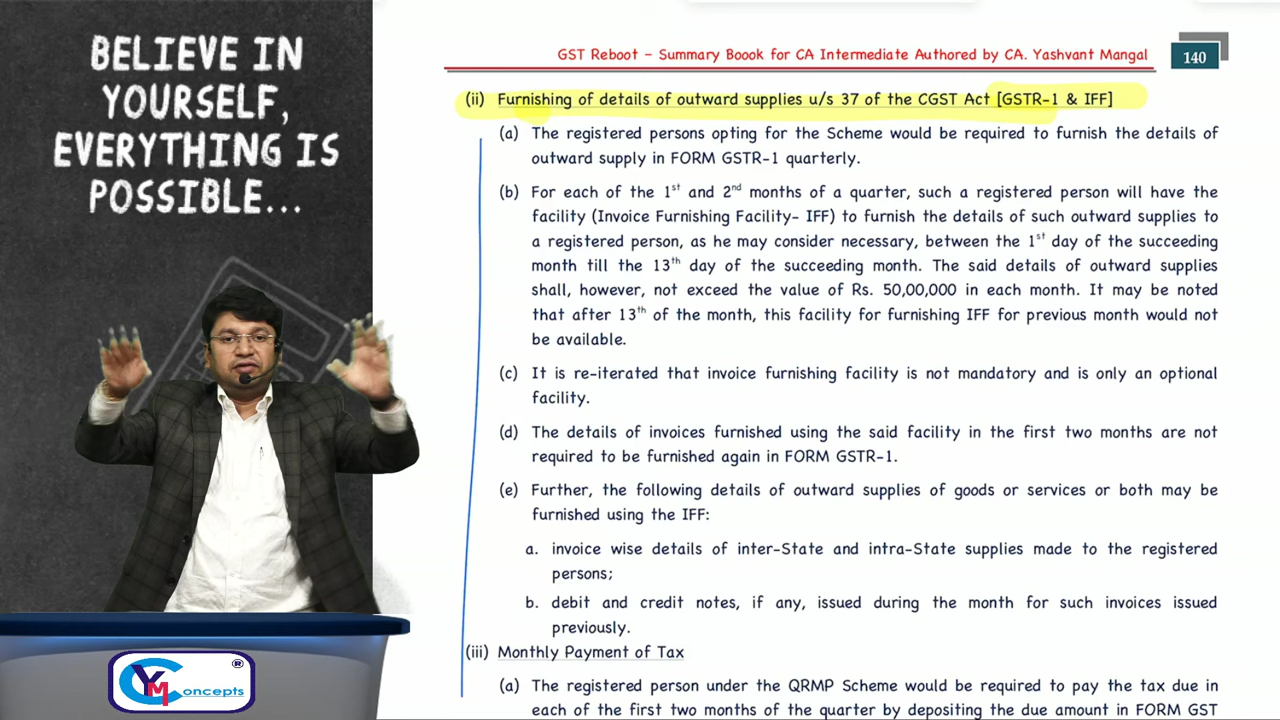 BELIEVE IN
YOURSELF,
EVERYTHING IS
POSSIBLE...
GST Reboot – Summary Boook for CA Intermediate Authored by CA. Yashvant Mangal
140
(ii) Furnishing of details of outward supplies u/s 37 of the CGST Act [GSTR-1 & IFF]
(a) The registered persons opting for the Scheme would be required to furnish the details of
outward supply in FORM GSTR-1 quarterly.
(b) For each of the 1st and 2nd months of a quarter, such a registered person will have the
facility (Invoice Furnishing Facility- IFF) to furnish the details of such outward supplies to
a registered person, as he may consider necessary, between the 1st day of the succeeding
month till the 13th day of the succeeding month. The said details of outward supplies
shall, however, not exceed the value of Rs. 50,00,000 in each month. It may be noted
that after 13th of the month, this facility for furnishing IFF for previous month would not
be available.
(c) It is re-iterated that invoice furnishing facility is not mandatory and is only an optional
facility.
(d) The details of invoices furnished using the said facility in the first two months are not
required to be furnished again in FORM GSTR-1.
(e) Further, the following details of outward supplies of goods or services or both may be
furnished using the IFF:
a. invoice wise details of inter-State and intra-State supplies made to the registered
persons;
b. debit and credit notes, if any, issued during the month for such invoices issued
previously.
(iii) Monthly Payment of Tax
(a) The registered person under the QRMP Scheme would be required to pay the tax due in
each of the first two months of the quarter by depositing the due amount in FORM GST
YMConcepts ®